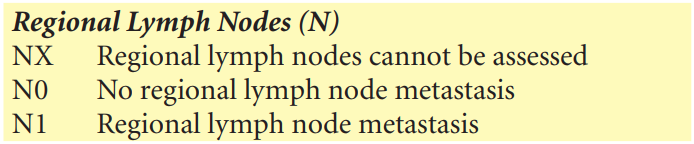 Regional Lymph Nodes (N)
NX Regional lymph nodes cannot be assessed
N0 No regional lymph node metastasis
N1 Regional lymph node metastasis